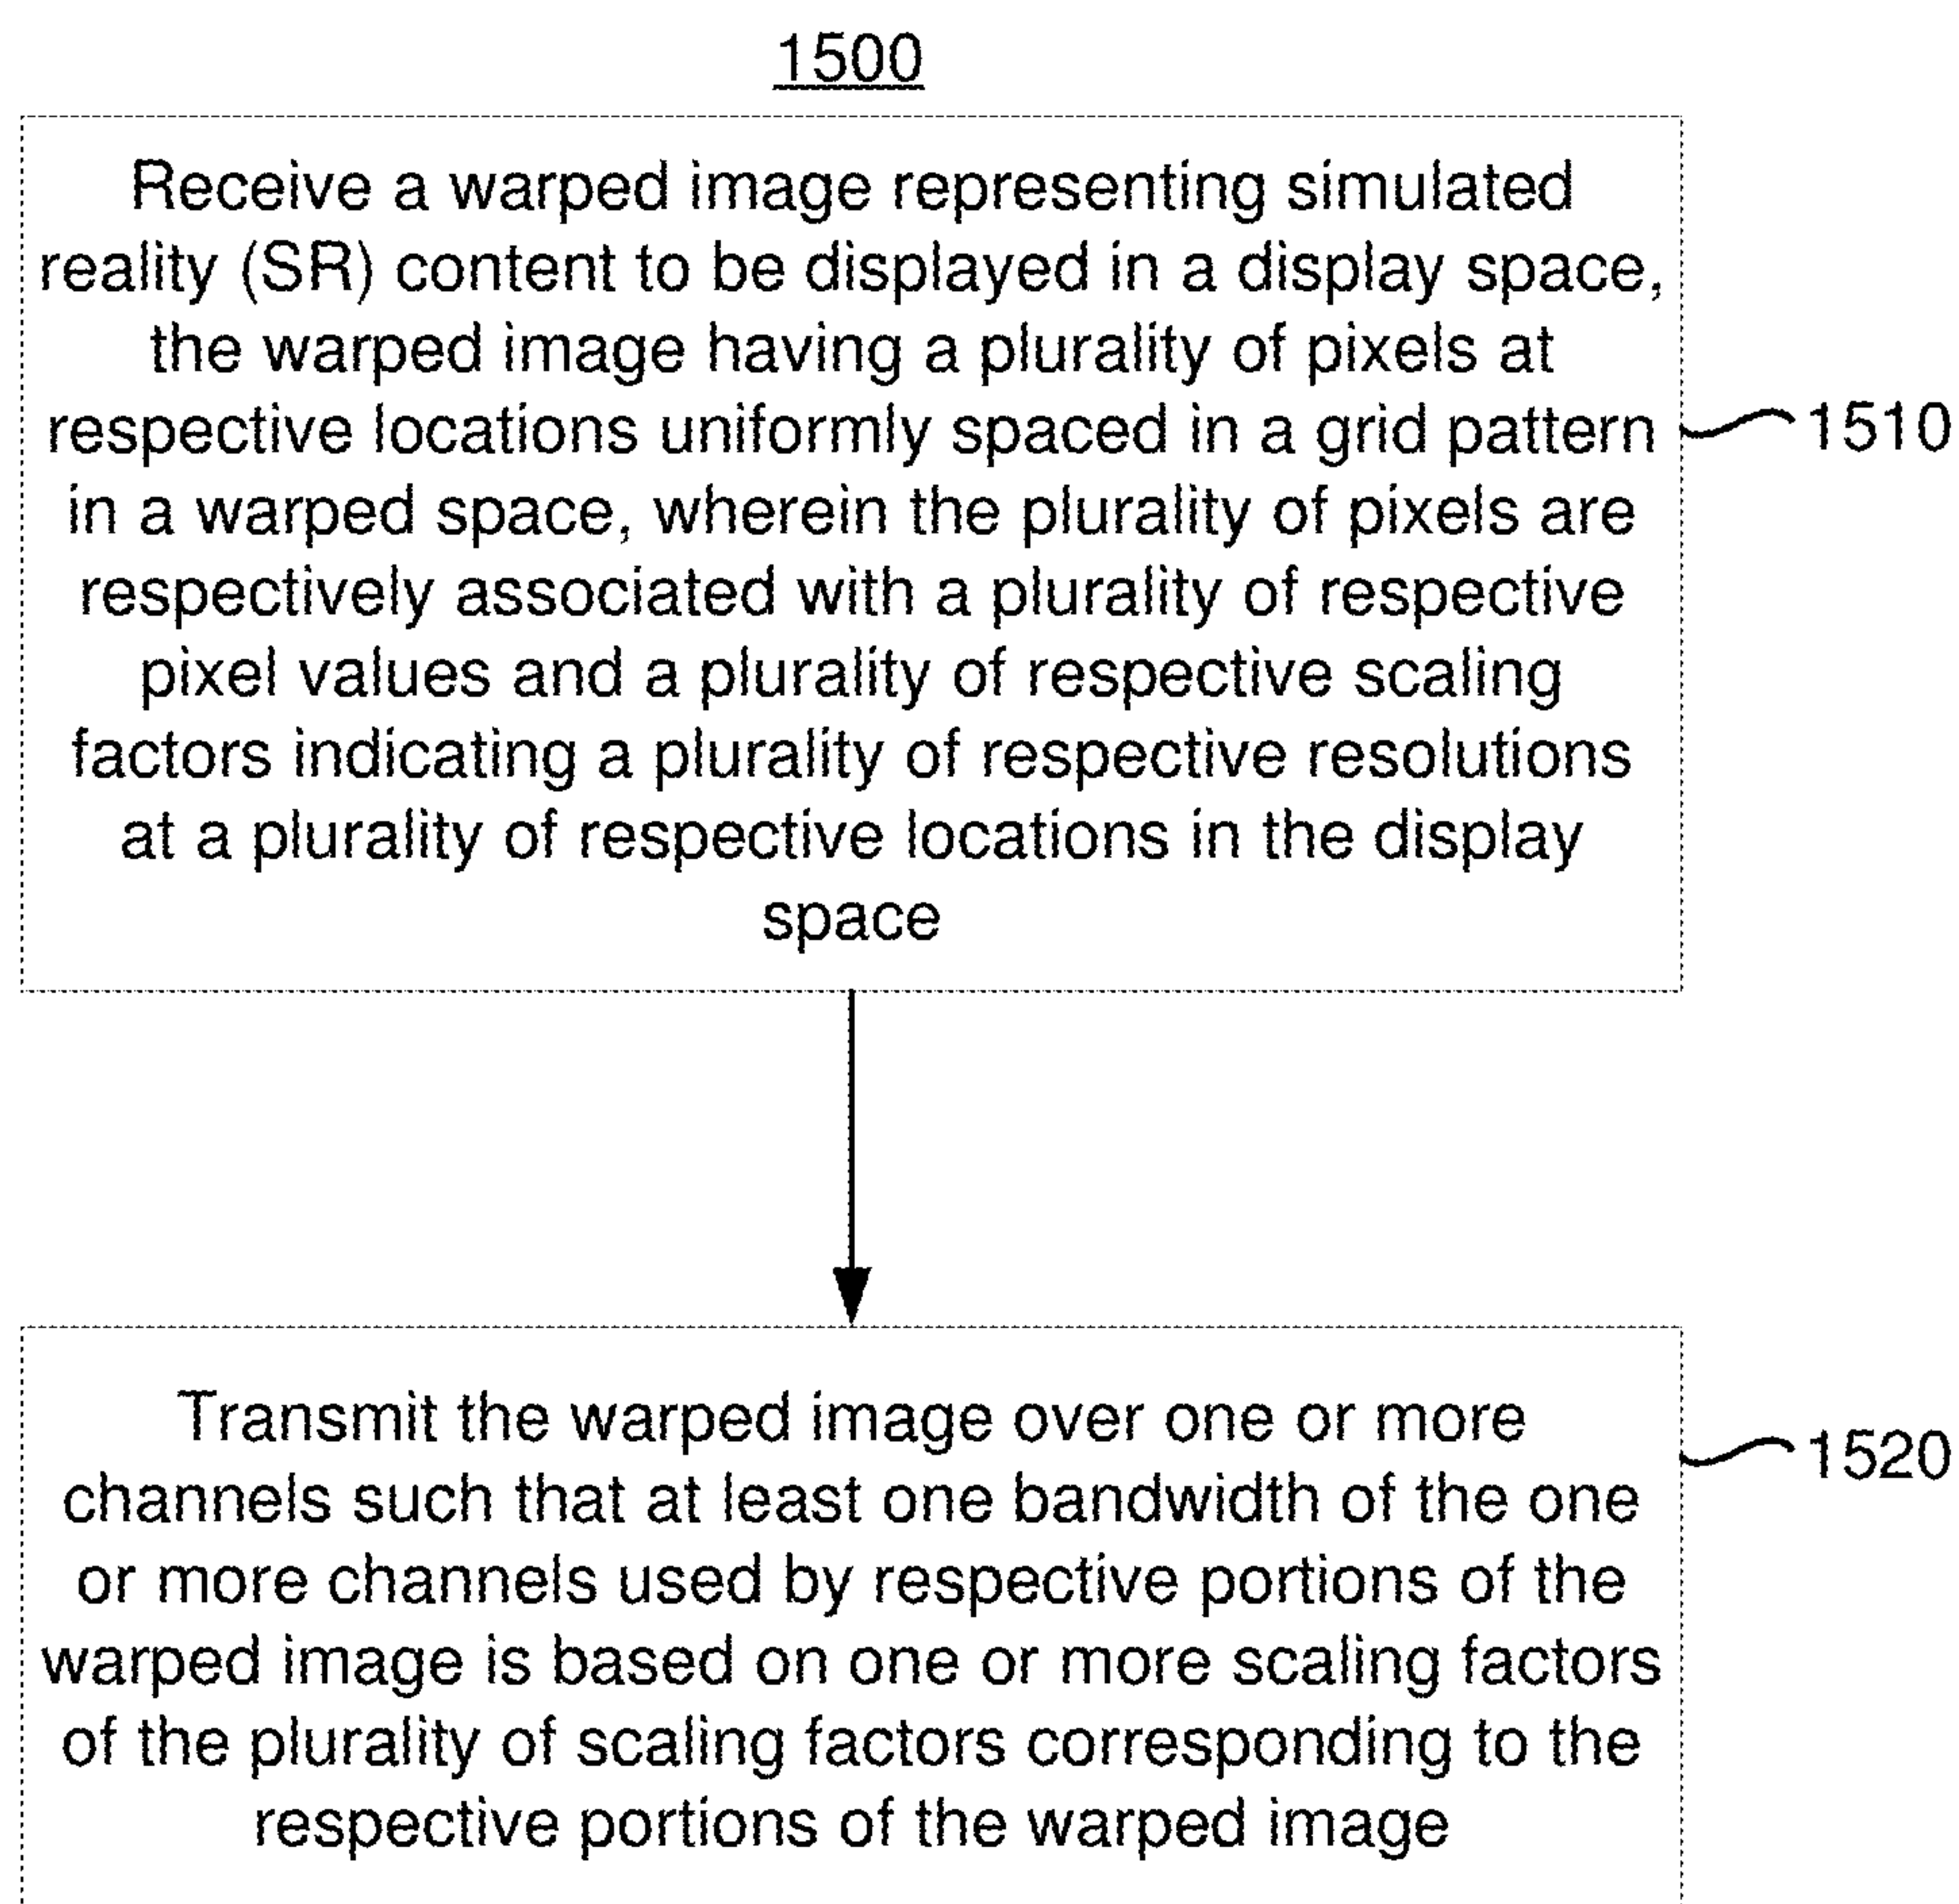 1500
Receive a warped image representing simulated
reality (SR) content to be displayed in a display space,
the warped image having a plurality of pixels at
respective locations uniformly spaced in a grid pattern
in a warped space, wherein the plurality of pixels are
respectively associated with a plurality of respective
pixel values and a plurality of respective scaling
factors indicating a plurality of respective resolutions
at a plurality of respective locations in the display
space
1510
Transmit the warped image over one or more
channels such that at least one bandwidth of the one
or more channels used by respective portions of the
warped image is based on one or more scaling factors
of the plurality of scaling factors corresponding to the
respective portions of the warped image
1520